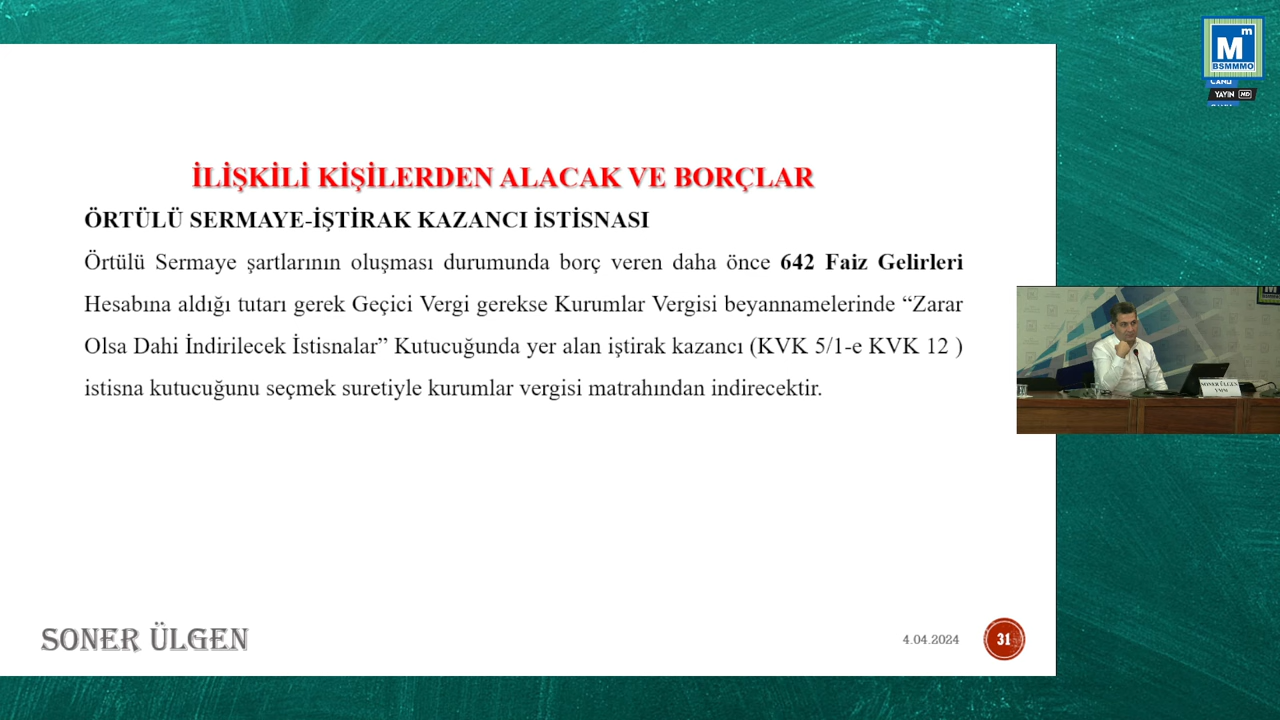 M m
BSMMMO
CANLI
YAYIN HD
İLİŞKİLİ KİŞİLERDEN ALACAK VE BORÇLAR
ÖRTÜLÜ SERMAYE-İŞTİRAK KAZANCI İSTİSNASI
Örtülü Sermaye şartlarının oluşması durumunda borç veren daha önce 642 Faiz Gelirleri
Hesabına aldığı tutarı gerek Geçici Vergi gerekse Kurumlar Vergisi beyannamelerinde “Zarar
Olsa Dahi İndirilecek İstisnalar” Kutucuğunda yer alan iştirak kazancı (KVK 5/1-e KVK 12 )
istisna kutucuğunu seçmek suretiyle kurumlar vergisi matrahından indirecektir.
SONER ÜLGEN
YMM
SONER ÜLGEN
4.04.2024
31